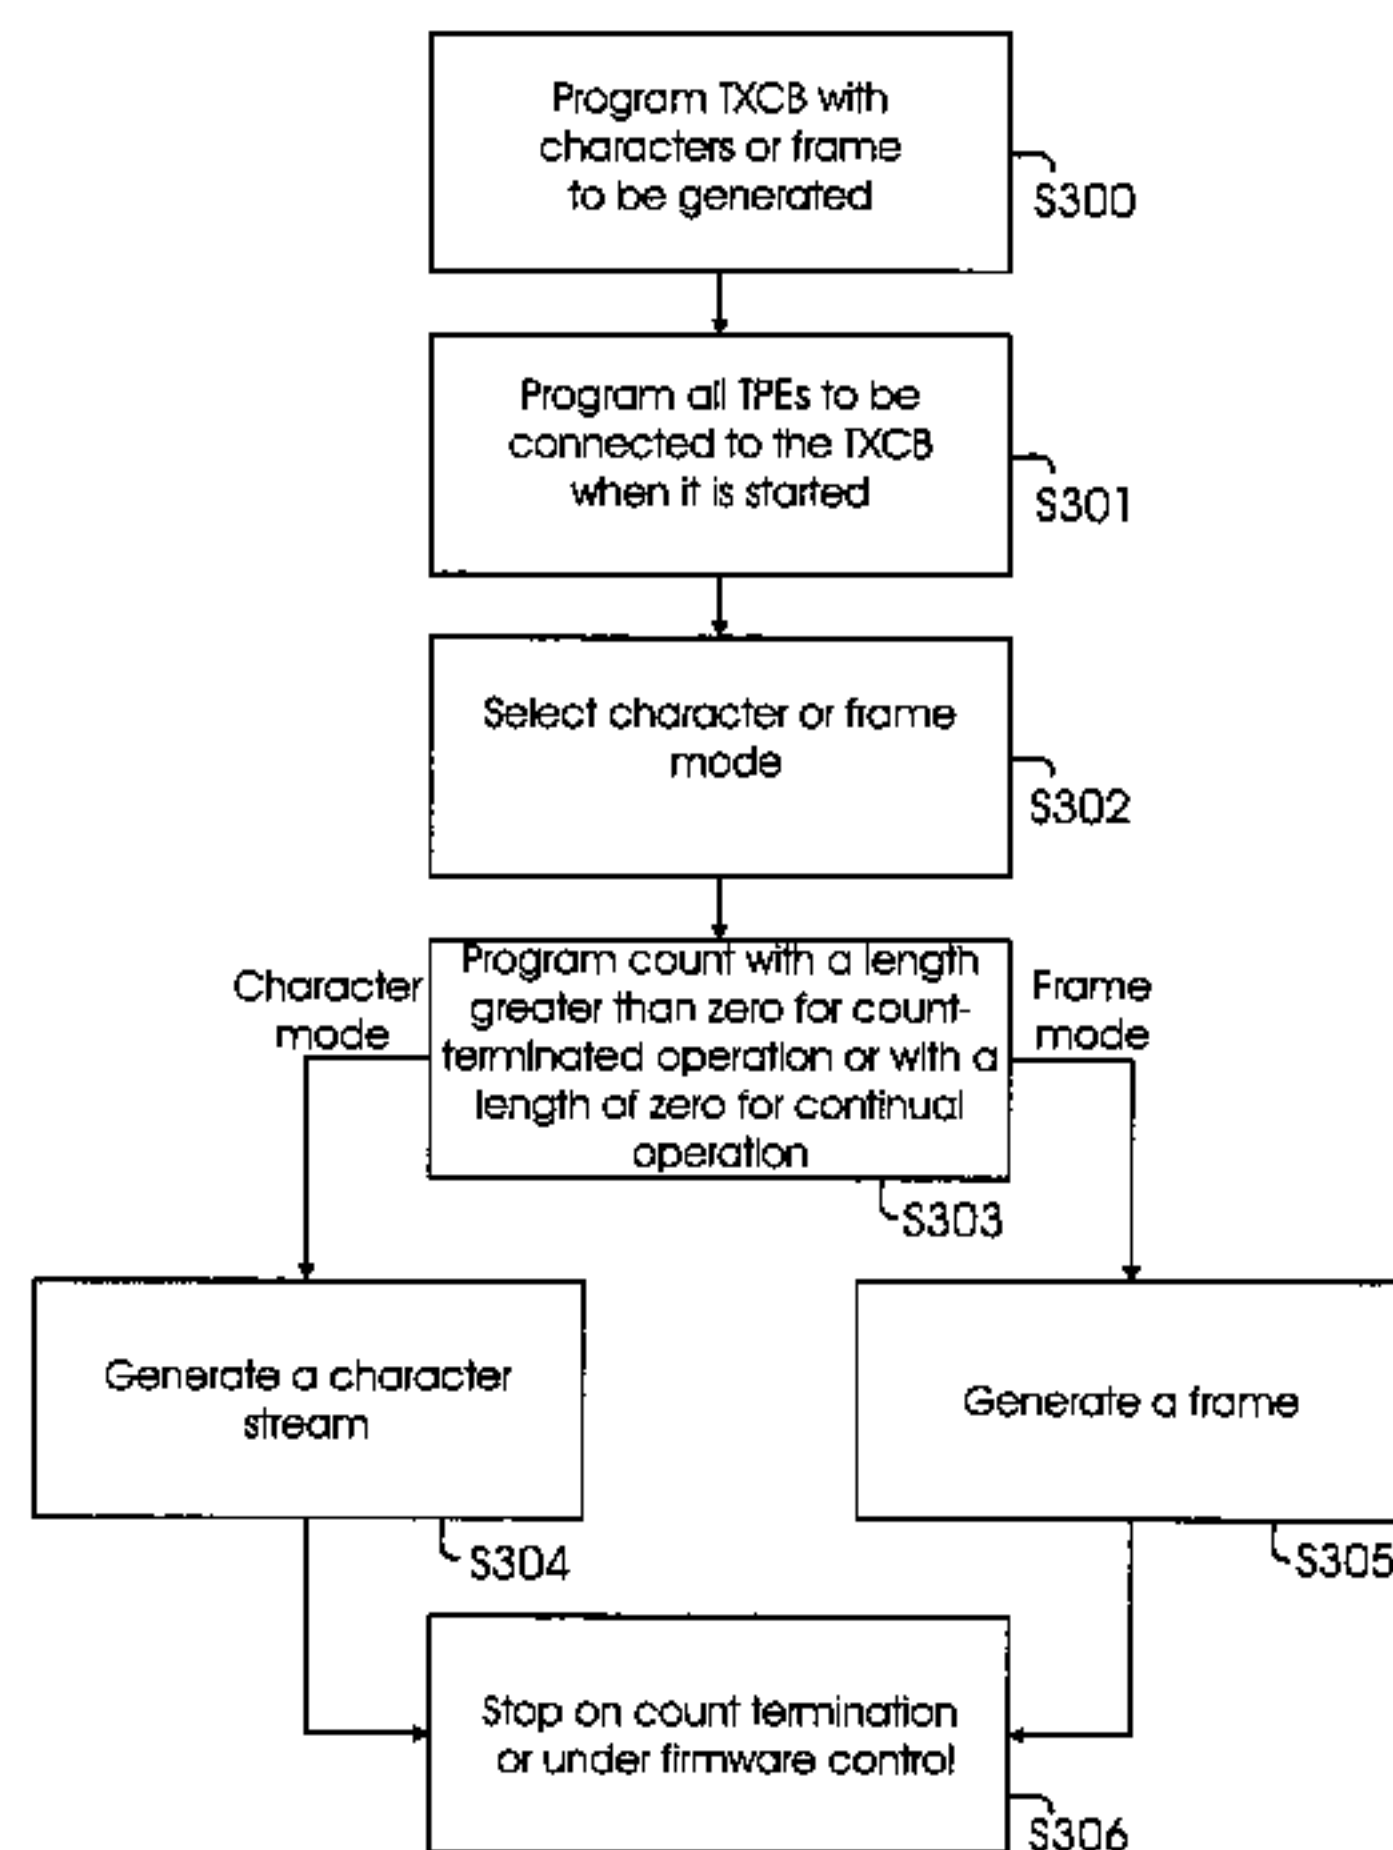 Program TXCB with
characters or frame
to be generated
S300
Program all TPEs to be
connected to the TXCB
when it is started
S301
Select character or frame
mode
S302
Character
mode
Program count with a length
greater than zero for count-
terminated operation or with a
length of zero for continual
operation
Frame
mode
S303
Generate a character
stream
S304
Generate a frame
S305
Stop on count termination
or under firmware control
S306